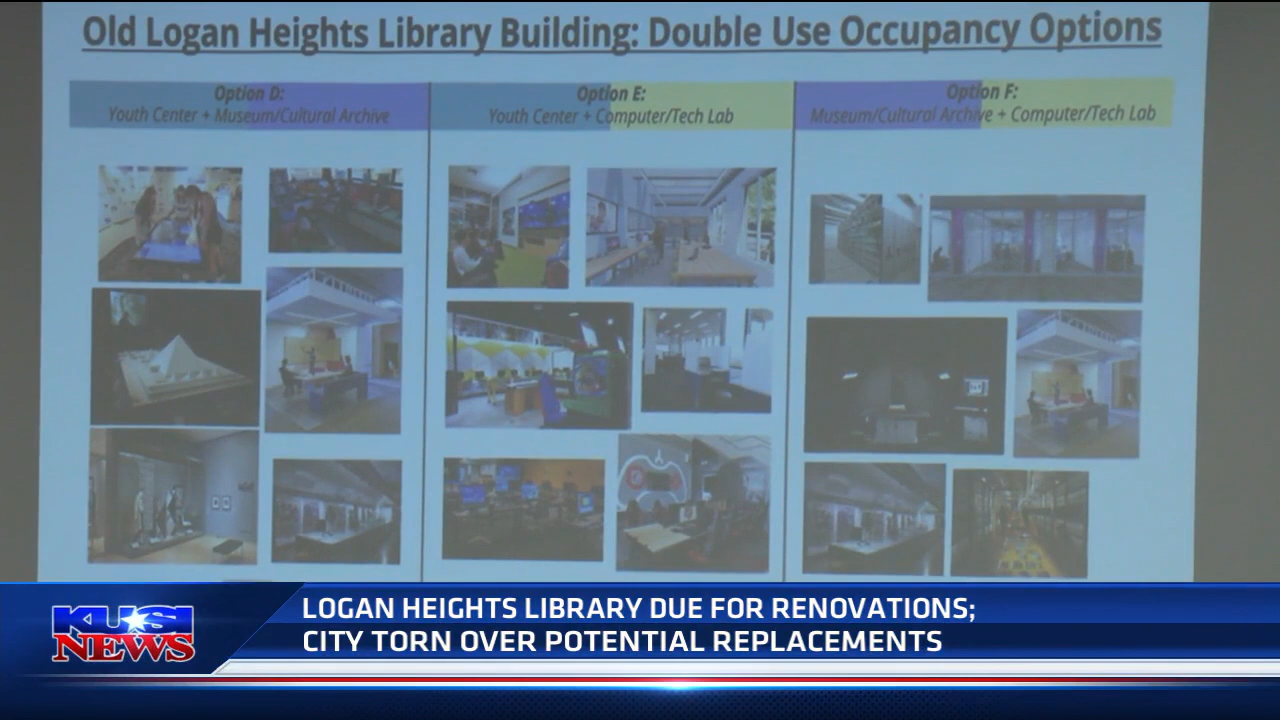 Old Logan Heights Library Building: Double Use Occupancy Options
Option D:
Youth Center + Museum/Cultural Archive
Option E:
Youth Center + Computer/Tech Lab
Option F:
Museum/Cultural Archive + Computer/Tech Lab
KUSI
NEWS
LOGAN HEIGHTS LIBRARY DUE FOR RENOVATIONS;
CITY TORN OVER POTENTIAL REPLACEMENTS